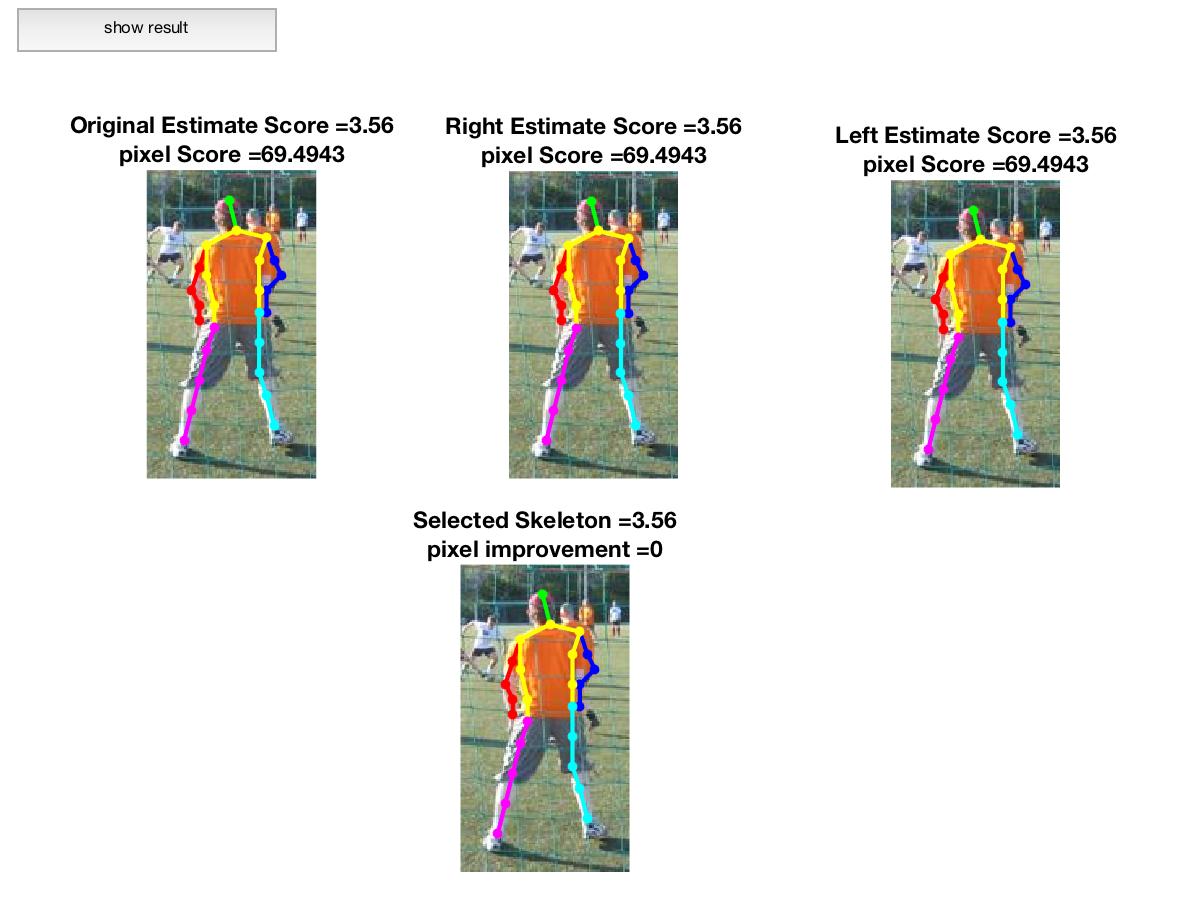 show result
Original Estimate Score =3.56
pixel Score =69.4943
Right Estimate Score =3.56
pixel Score =69.4943
Left Estimate Score =3.56
pixel Score =69.4943
Selected Skeleton =3.56
pixel improvement =0